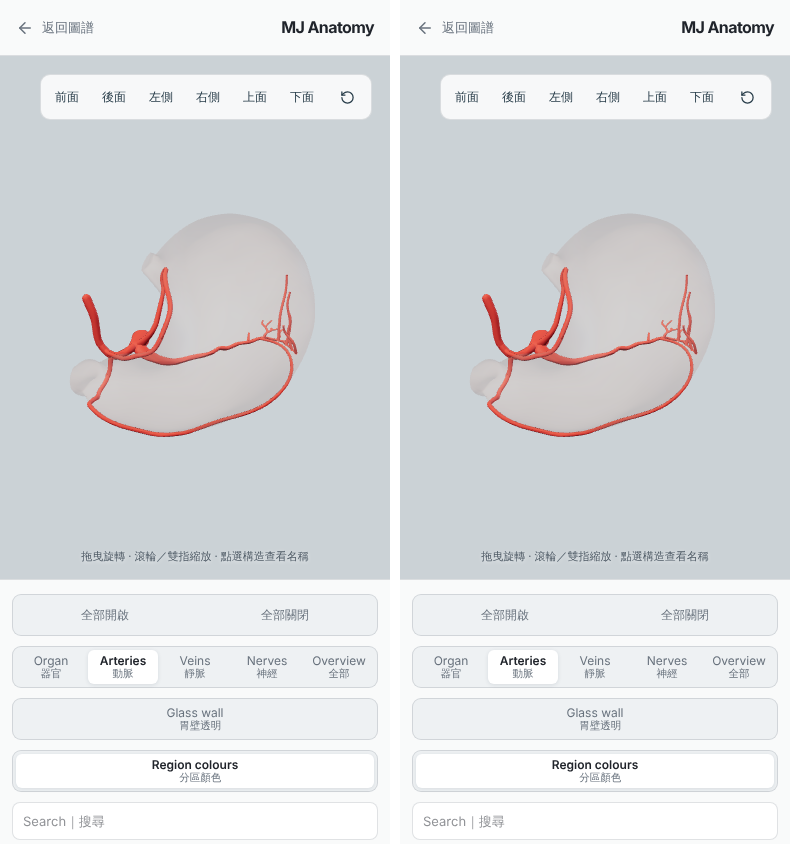 返回圖譜
MJ Anatomy
前面 後面 左側 右側 上面 下面
拖曳旋轉 · 滾輪／雙指縮放 · 點選構造查看名稱
全部開啟 全部關閉
Organ Arteries Veins Nerves Overview
器官 動脈 靜脈 神經 全部
Glass wall
胃壁透明
Region colours
分區顏色
Search｜搜尋
返回圖譜
MJ Anatomy
前面 後面 左側 右側 上面 下面
拖曳旋轉 · 滾輪／雙指縮放 · 點選構造查看名稱
全部開啟 全部關閉
Organ Arteries Veins Nerves Overview
器官 動脈 靜脈 神經 全部
Glass wall
胃壁透明
Region colours
分區顏色
Search｜搜尋